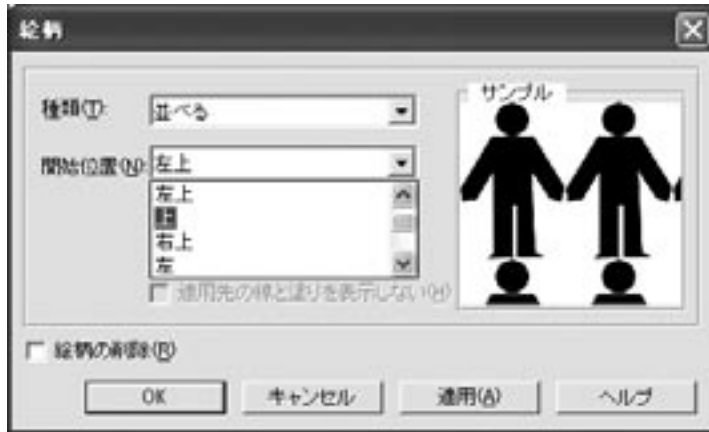 絵柄
種類(T):
並べる
サンプル
開始位置(N):
左上
左上
上
右上
左
適用先の枠と塗りを表示しない(H)
絵柄の削除(R)
OK キャンセル 適用(A) ヘルプ